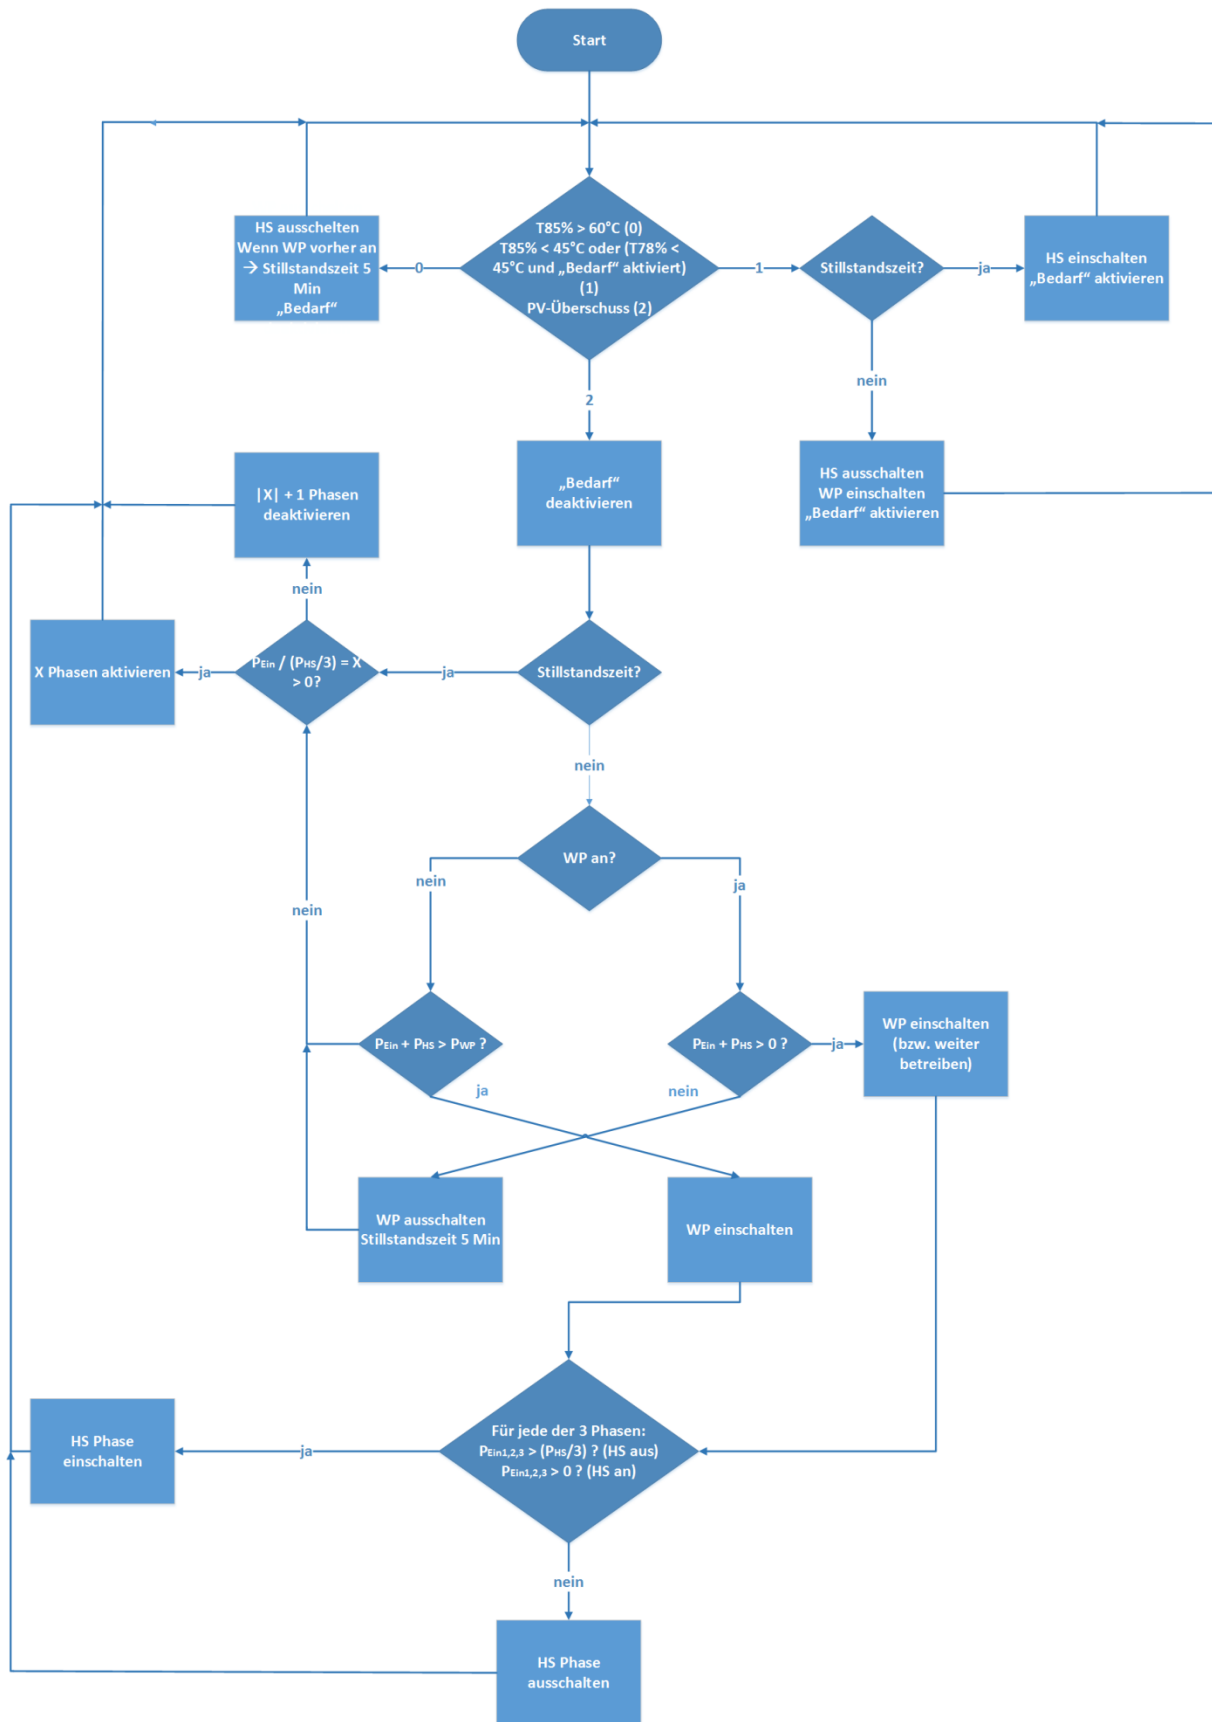 Start
HS ausschelten
Wenn WP vorher an
→ Stillstandszeit 5
Min
„Bedarf“
0
T85% > 60°C (0)
T85% < 45°C oder (T78% <
45°C und „Bedarf“ aktiviert)
(1)
PV-Überschuss (2)
1
Stillstandszeit?
ja
HS einschalten
„Bedarf“ aktivieren
nein
2
HS ausschalten
WP einschalten
„Bedarf“ aktivieren
„Bedarf“
deaktivieren
|X| + 1 Phasen
deaktivieren
nein
X Phasen aktivieren
ja
PEin / (PHS/3) = X
> 0?
ja
Stillstandszeit?
nein
WP an?
nein
ja
nein
PEin + PHS > PWP ?
PEin + PHS > 0 ?
ja
WP einschalten
(bzw. weiter
betreiben)
ja
nein
WP ausschalten
Stillstandszeit 5 Min
WP einschalten
HS Phase
einschalten
ja
Für jede der 3 Phasen:
PEin1,2,3 > (PHS/3) ? (HS aus)
PEin1,2,3 > 0 ? (HS an)
nein
HS Phase
ausschalten